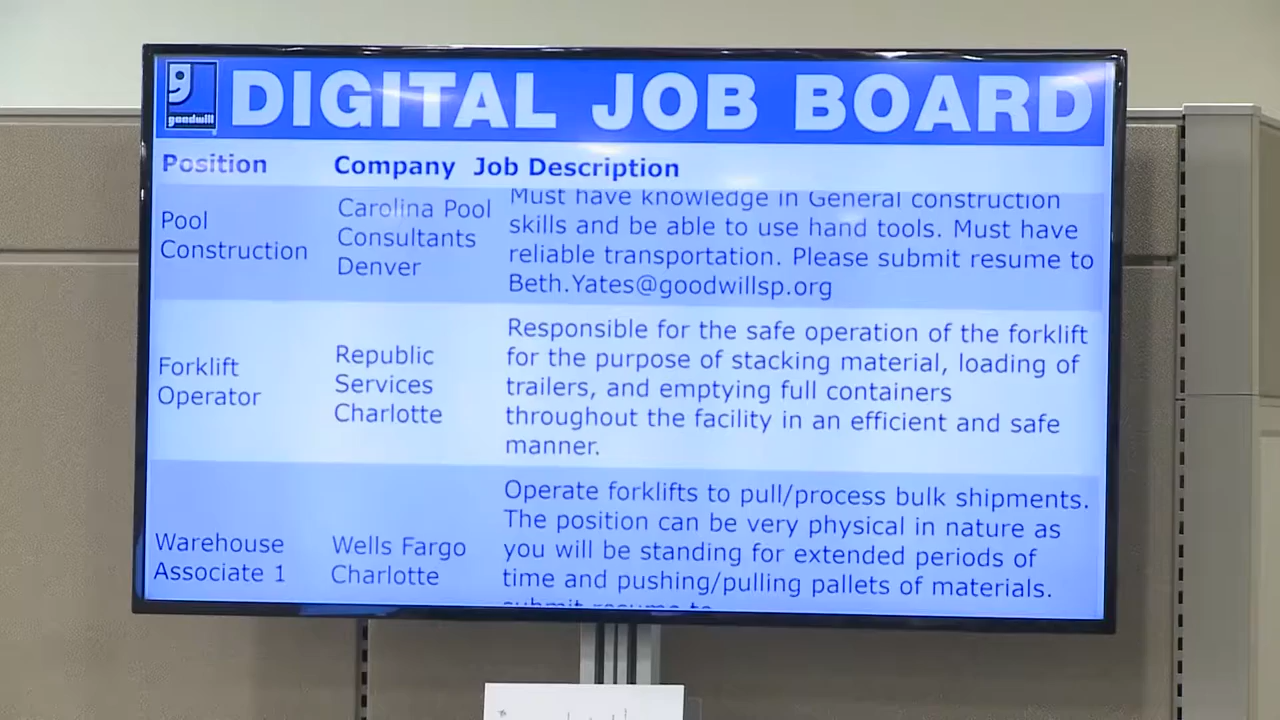 g
goodwill
DIGITAL JOB BOARD
Position Company Job Description
Pool
Construction
Carolina Pool
Consultants
Denver
Must have knowledge in General construction
skills and be able to use hand tools. Must have
reliable transportation. Please submit resume to
Beth.Yates@goodwillsp.org
Forklift
Operator
Republic
Services
Charlotte
Responsible for the safe operation of the forklift
for the purpose of stacking material, loading of
trailers, and emptying full containers
throughout the facility in an efficient and safe
manner.
Warehouse
Associate 1
Wells Fargo
Charlotte
Operate forklifts to pull/process bulk shipments.
The position can be very physical in nature as
you will be standing for extended periods of
time and pushing/pulling pallets of materials.
submit resume to